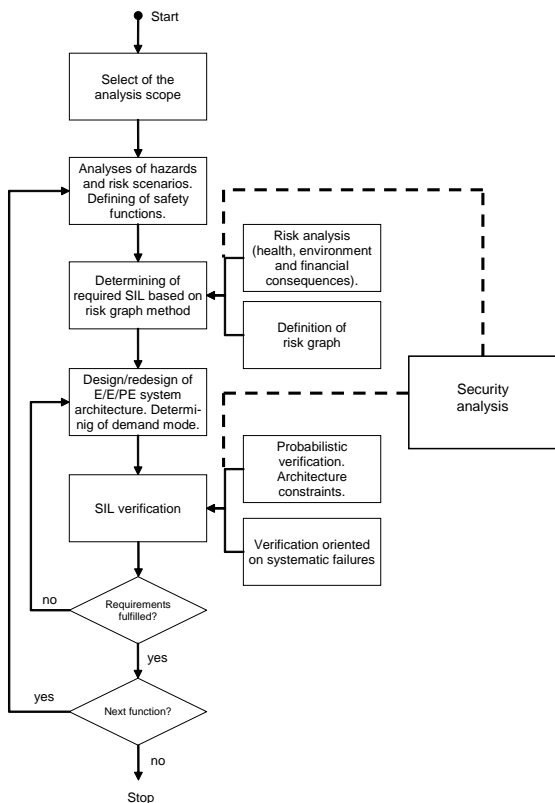 Start
Select of the
analysis scope
Analyses of hazards
and risk scenarios.
Defining of safety
functions.
Risk analysis
(health, environment
and financial
consequences).
Determining of
required SIL based on
risk graph method
Definition of
risk graph
Security
analysis
Design/redesign of
E/E/PE system
architecture. Determi-
nig of demand mode.
Probabilistic
verification.
Architecture
constraints.
SIL verification
Verification oriented
on systematic failures
no
Requirements
fulfilled?
yes
yes
Next function?
no
Stop